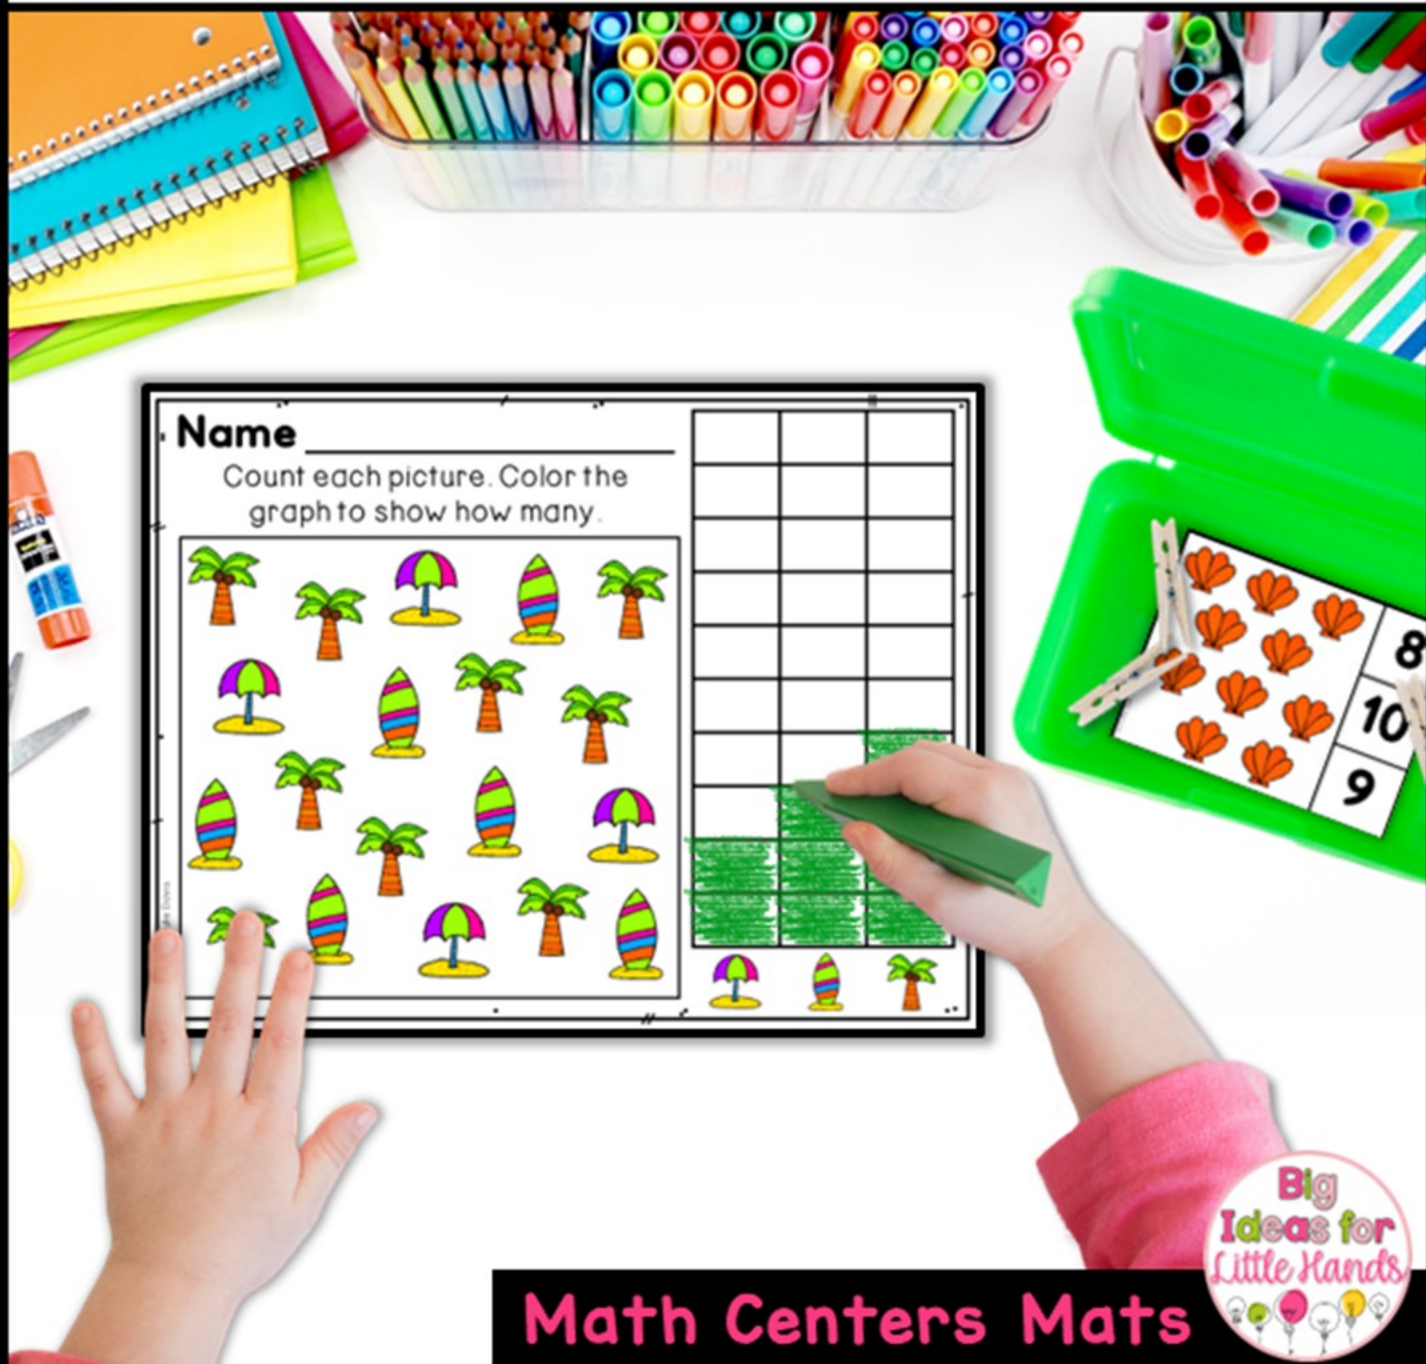 Name
Count each picture. Color the
graph to show how many.
8
10
9
Big
Ideas for
Little Hands
Math Centers Mats